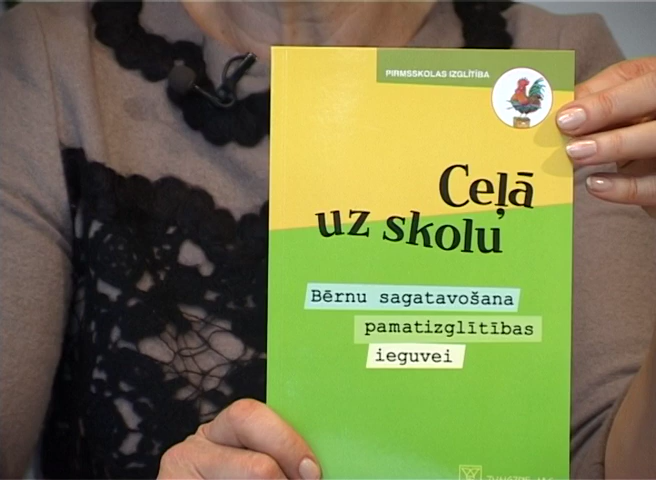 PIRMSSKOLAS IZGLĪTĪBA
Ceļā
uz skolu
Bērnu sagatavošana
pamatizglītības
ieguvei